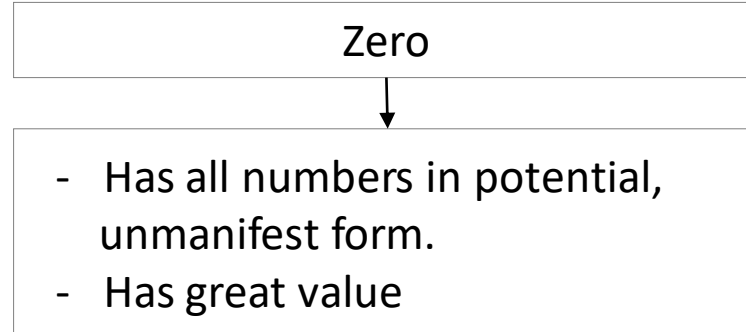 Zero
- Has all numbers in potential,
unmanifest form.
- Has great value